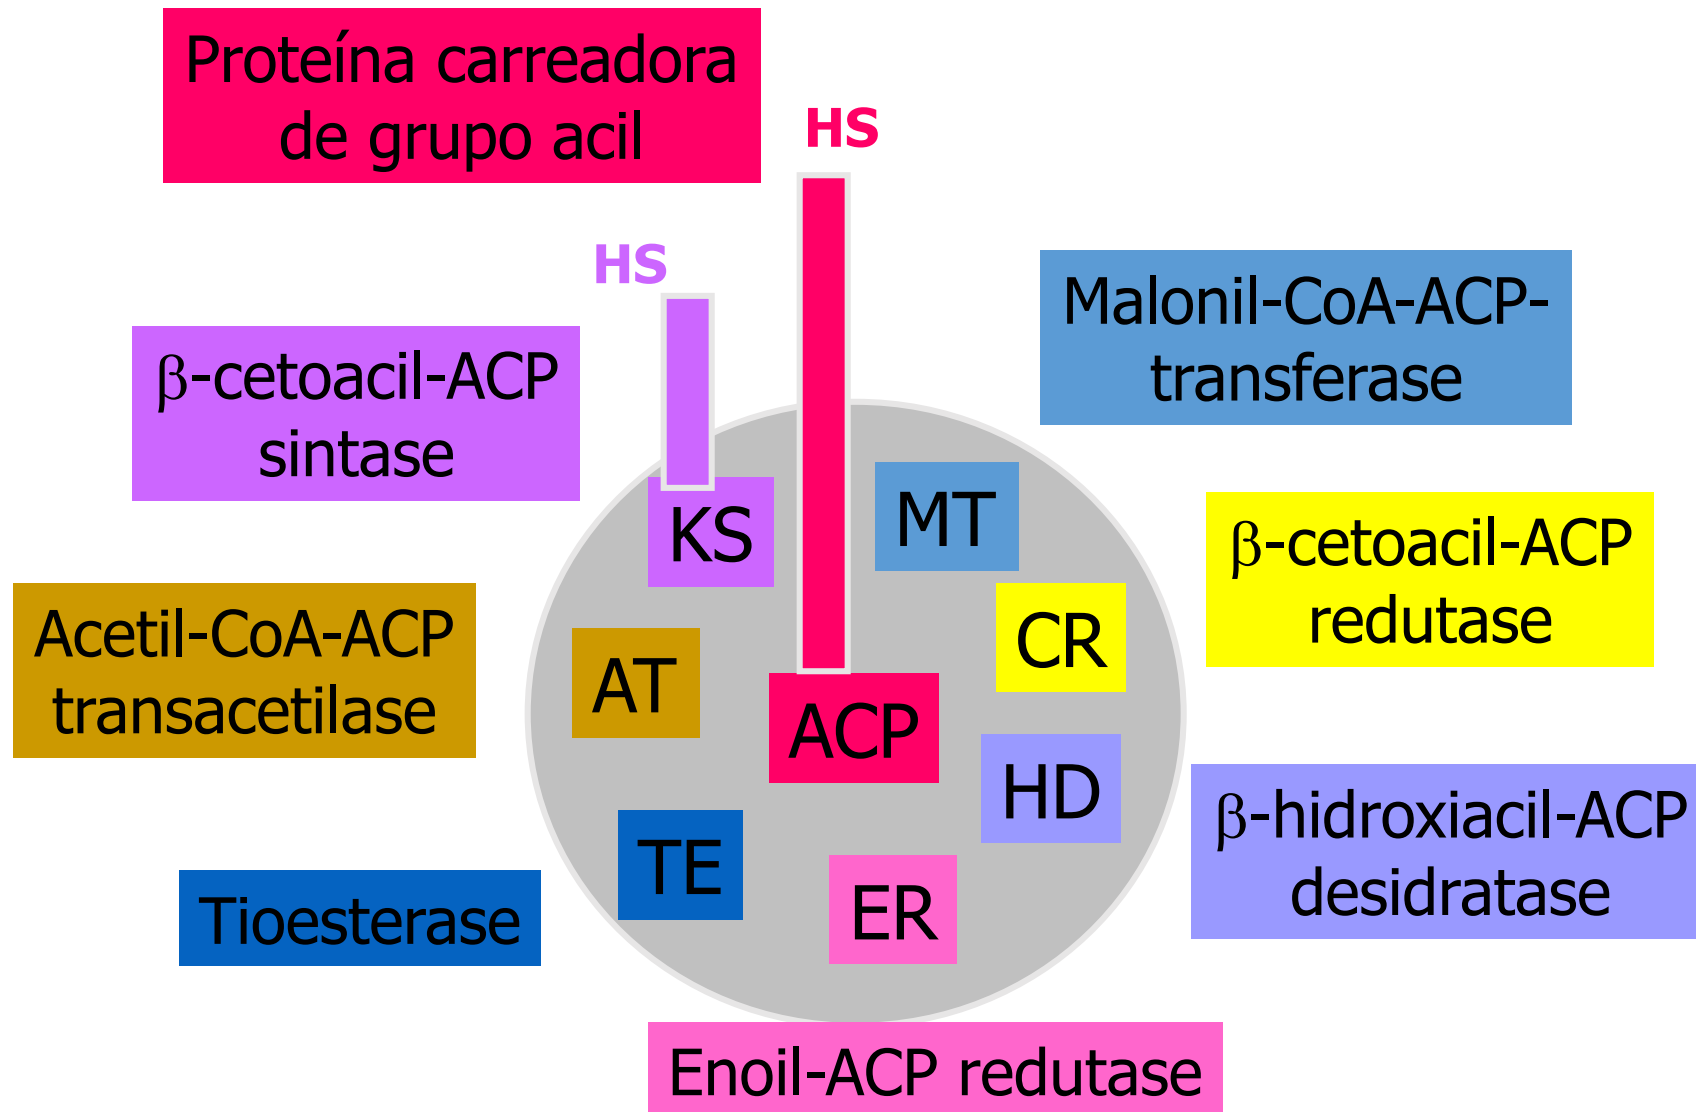 Proteína carreadora
de grupo acil
HS
HS
Malonil-CoA-ACP-
transferase
β-cetoacil-ACP
sintase
KS
MT
β-cetoacil-ACP
redutase
Acetil-CoA-ACP
transacetilase
AT
CR
ACP
HD
β-hidroxiacil-ACP
desidratase
TE
ER
Tioesterase
Enoil-ACP redutase